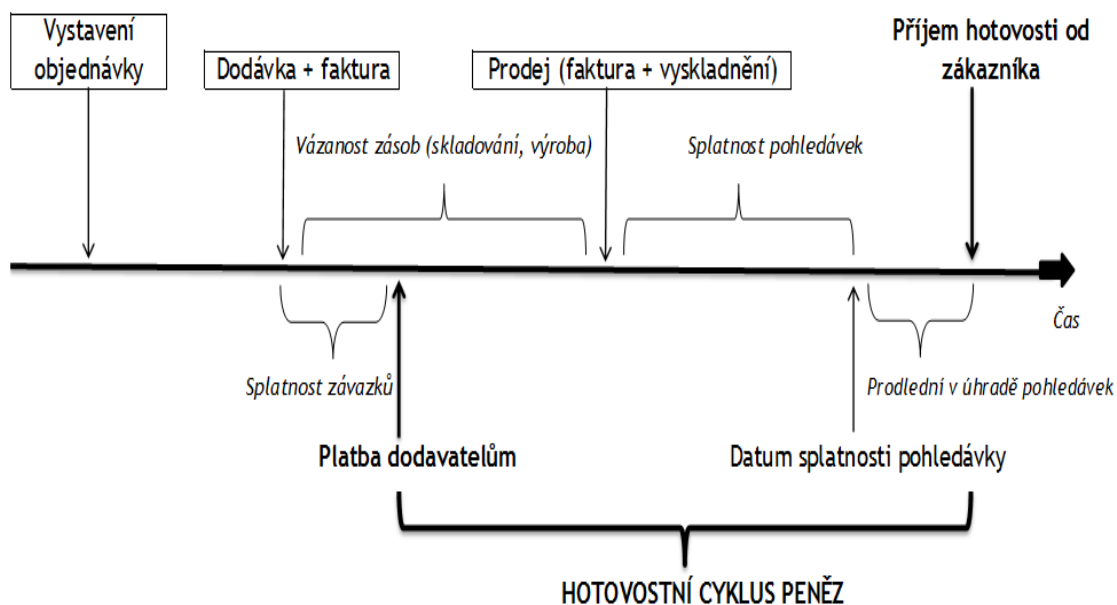 Vystavení
objednávky
Dodávka + faktura
Prodej (faktura + vyskladnění)
Příjem hotovosti od
zákazníka
Vázanost zásob (skladování, výroba)
Splatnost pohledávek
Čas
Splatnost závazků
Prodlední v úhradě pohledávek
Platba dodavatelům
Datum splatnosti pohledávky
HOTOVOSTNÍ CYKLUS PENĚZ